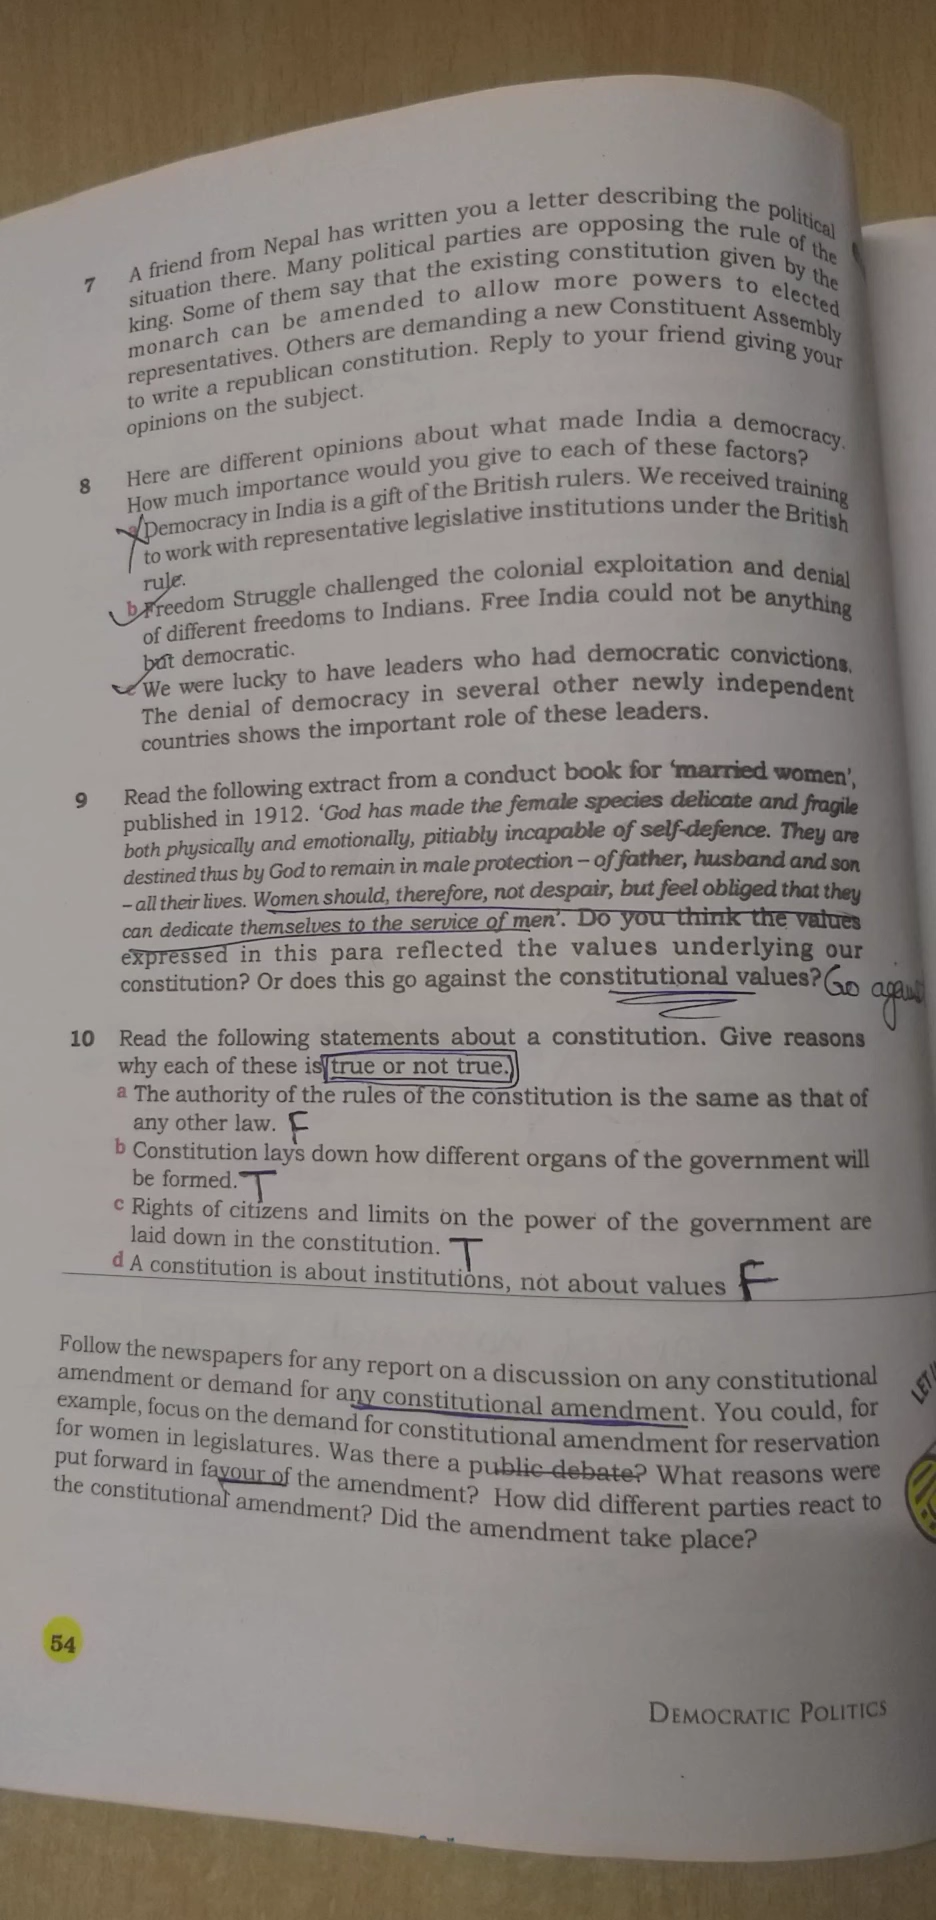 7 A friend from Nepal has written you a letter describing the political
situation there. Many political parties are opposing the rule of the
king. Some of them say that the existing constitution given by the
monarch can be amended to allow more powers to elected
representatives. Others are demanding a new Constituent Assembly
to write a republican constitution. Reply to your friend giving your
opinions on the subject.
8 Here are different opinions about what made India a democracy.
How much importance would you give to each of these factors?
a Democracy in India is a gift of the British rulers. We received training
to work with representative legislative institutions under the British
rule.
b Freedom Struggle challenged the colonial exploitation and denial
of different freedoms to Indians. Free India could not be anything
but democratic.
c We were lucky to have leaders who had democratic convictions.
The denial of democracy in several other newly independent
countries shows the important role of these leaders.
9 Read the following extract from a conduct book for ‘married women’,
published in 1912. ‘God has made the female species delicate and fragile
both physically and emotionally, pitiably incapable of self-defence. They are
destined thus by God to remain in male protection – of father, husband and son
– all their lives. Women should, therefore, not despair, but feel obliged that they
can dedicate themselves to the service of men’. Do you think the values
expressed in this para reflected the values underlying our
constitution? Or does this go against the constitutional values? Go against
10 Read the following statements about a constitution. Give reasons
why each of these is true or not true.
a The authority of the rules of the constitution is the same as that of
any other law. F
b Constitution lays down how different organs of the government will
be formed. T
c Rights of citizens and limits on the power of the government are
laid down in the constitution. T
d A constitution is about institutions, not about values F
Follow the newspapers for any report on a discussion on any constitutional
amendment or demand for any constitutional amendment. You could, for
example, focus on the demand for constitutional amendment for reservation
for women in legislatures. Was there a public debate? What reasons were
put forward in favour of the amendment? How did different parties react to
the constitutional amendment? Did the amendment take place?
54
DEMOCRATIC POLITICS